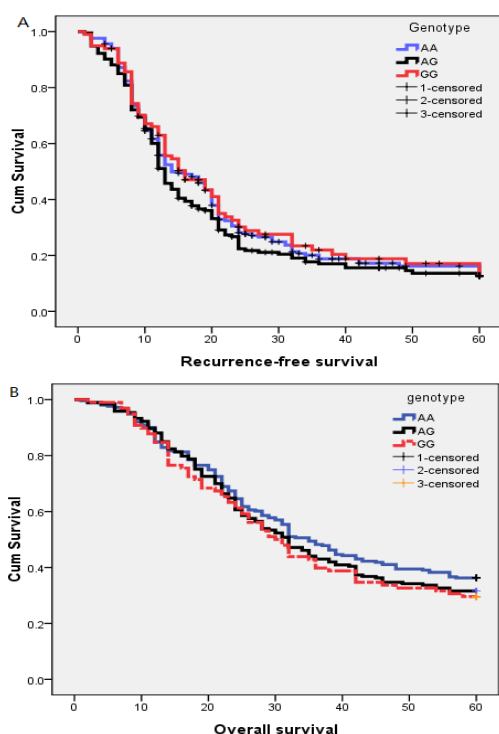 A
Genotype
AA
AG
GG
1-censored
2-censored
3-censored
Cum Survival
1.0
0.8
0.6
0.4
0.2
0.0
0 10 20 30 40 50 60
Recurrence-free survival
B
genotype
AA
AG
GG
1-censored
2-censored
3-censored
Cum Survival
1.0
0.8
0.6
0.4
0.2
0.0
0 10 20 30 40 50 60
Overall survival